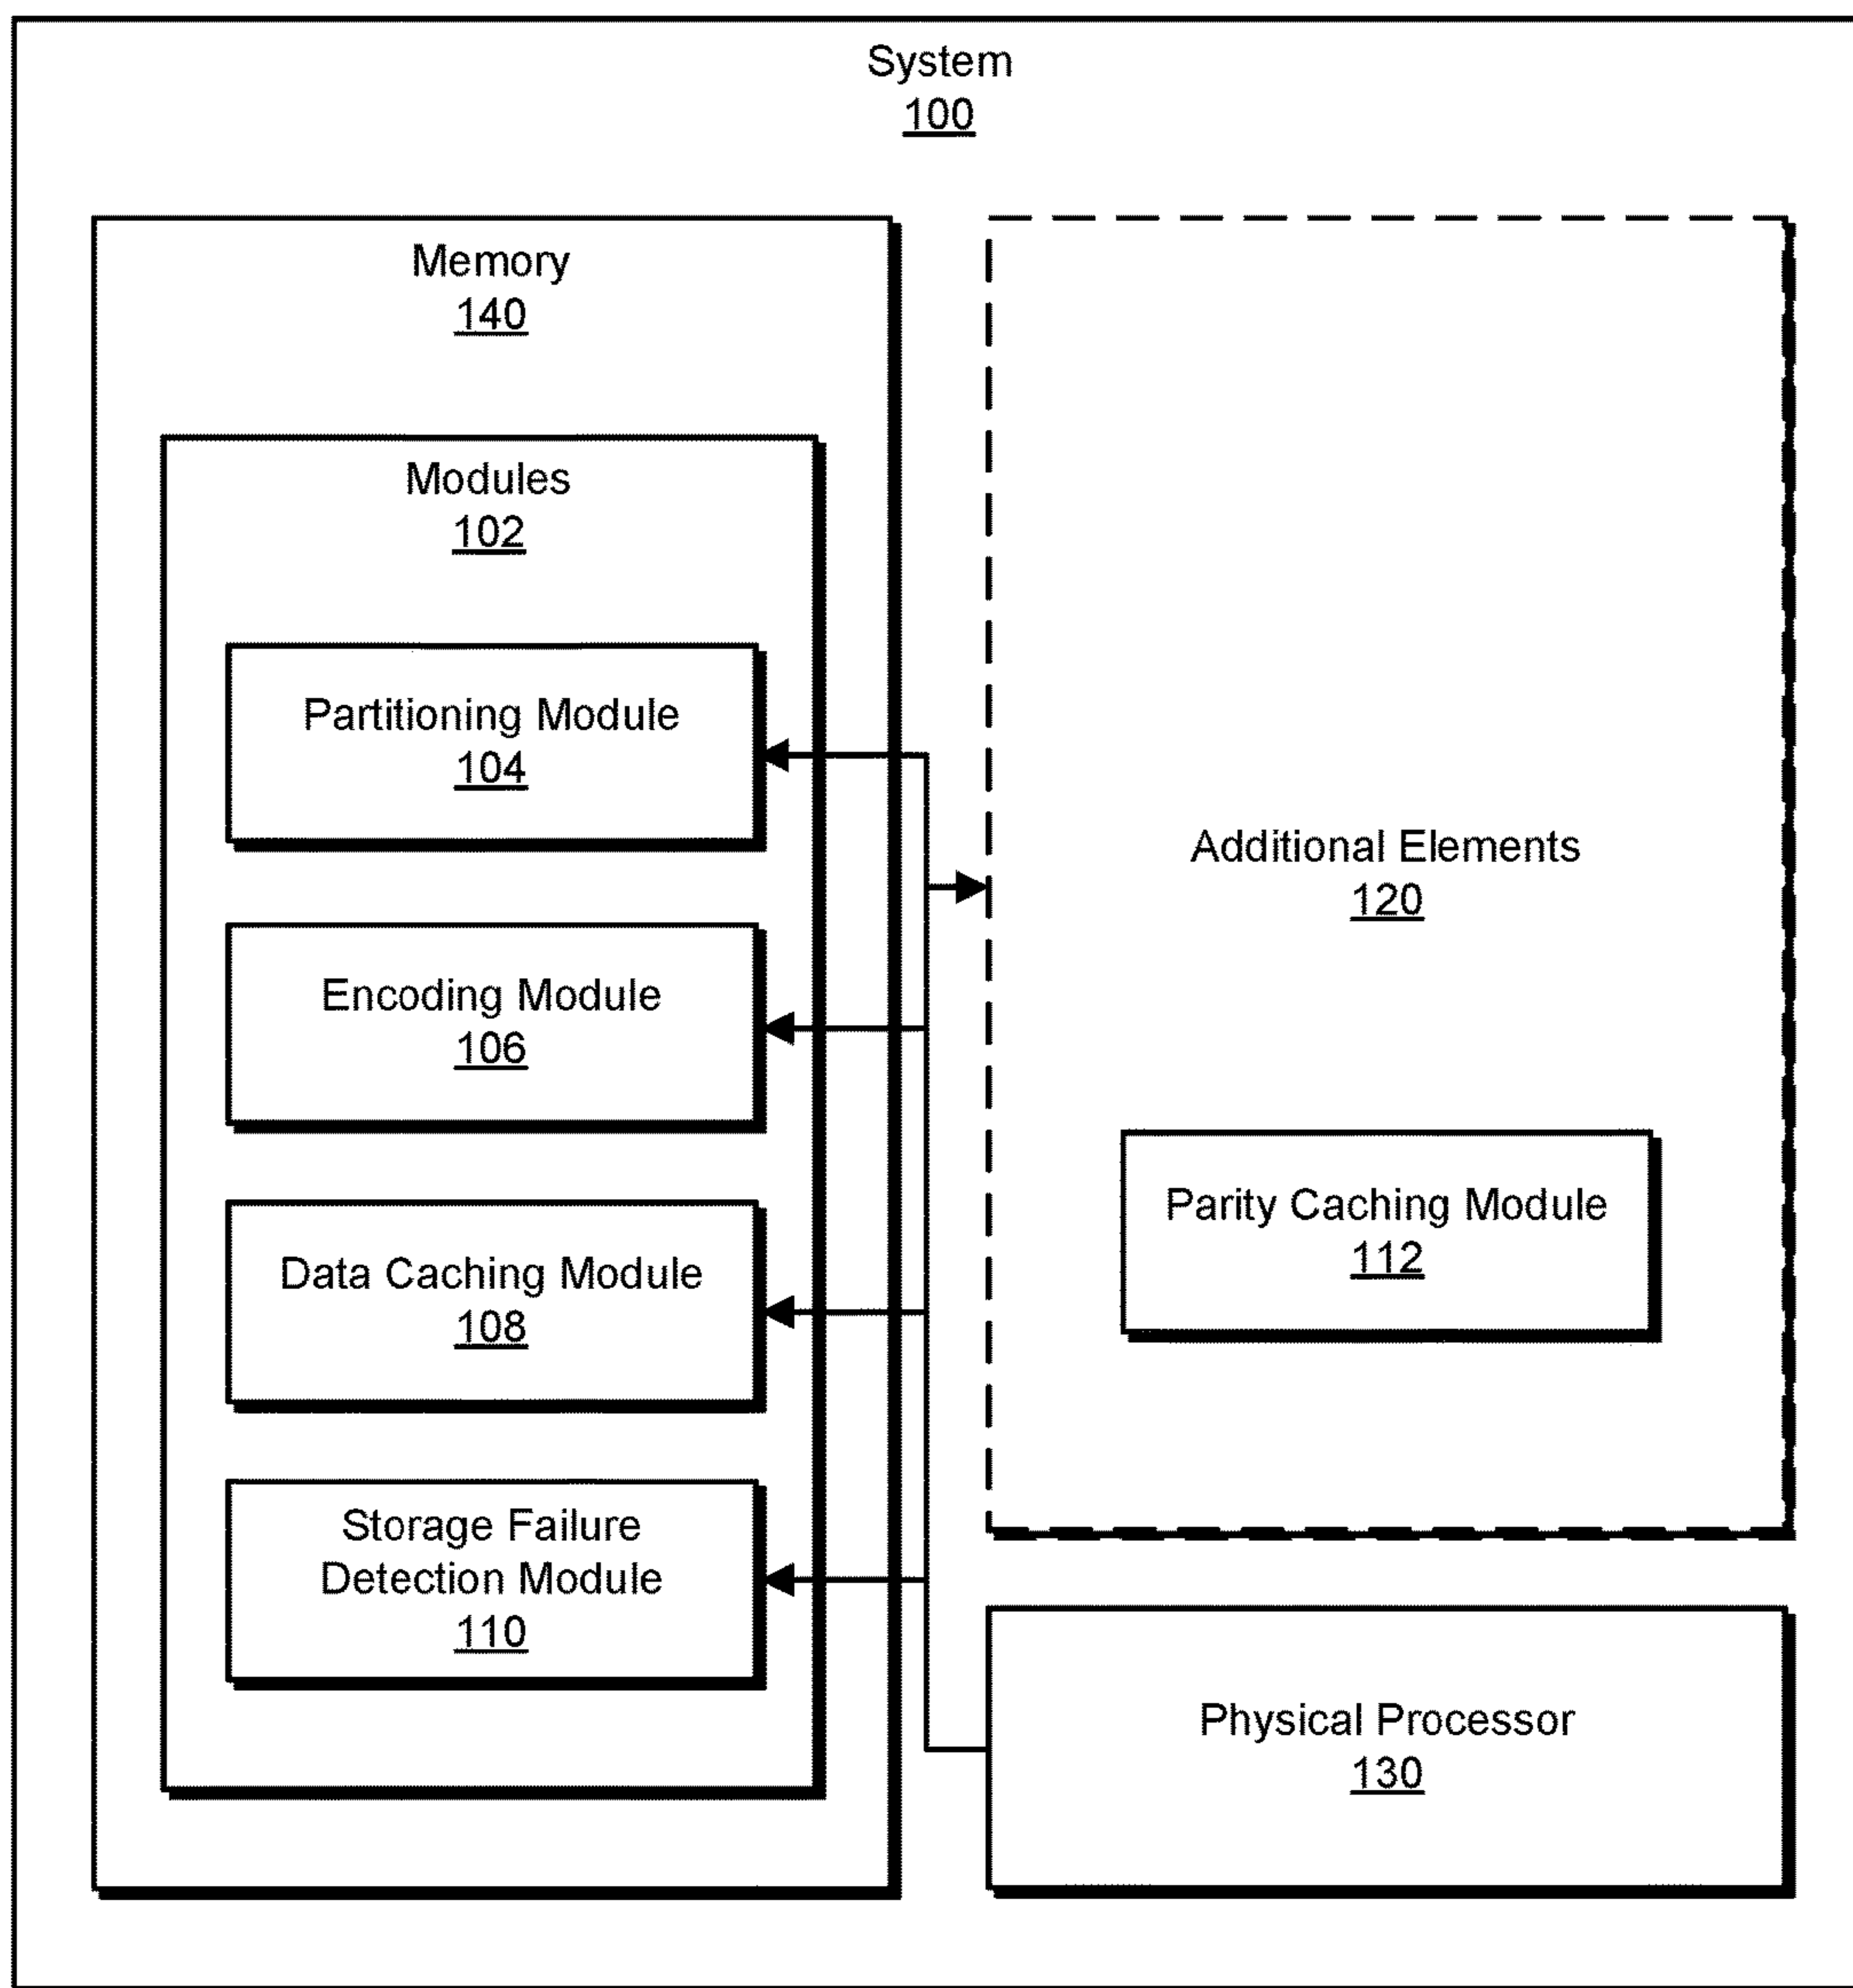 System
100
Memory
140
Modules
102
Partitioning Module
104
Encoding Module
106
Data Caching Module
108
Storage Failure
Detection Module
110
Additional Elements
120
Parity Caching Module
112
Physical Processor
130